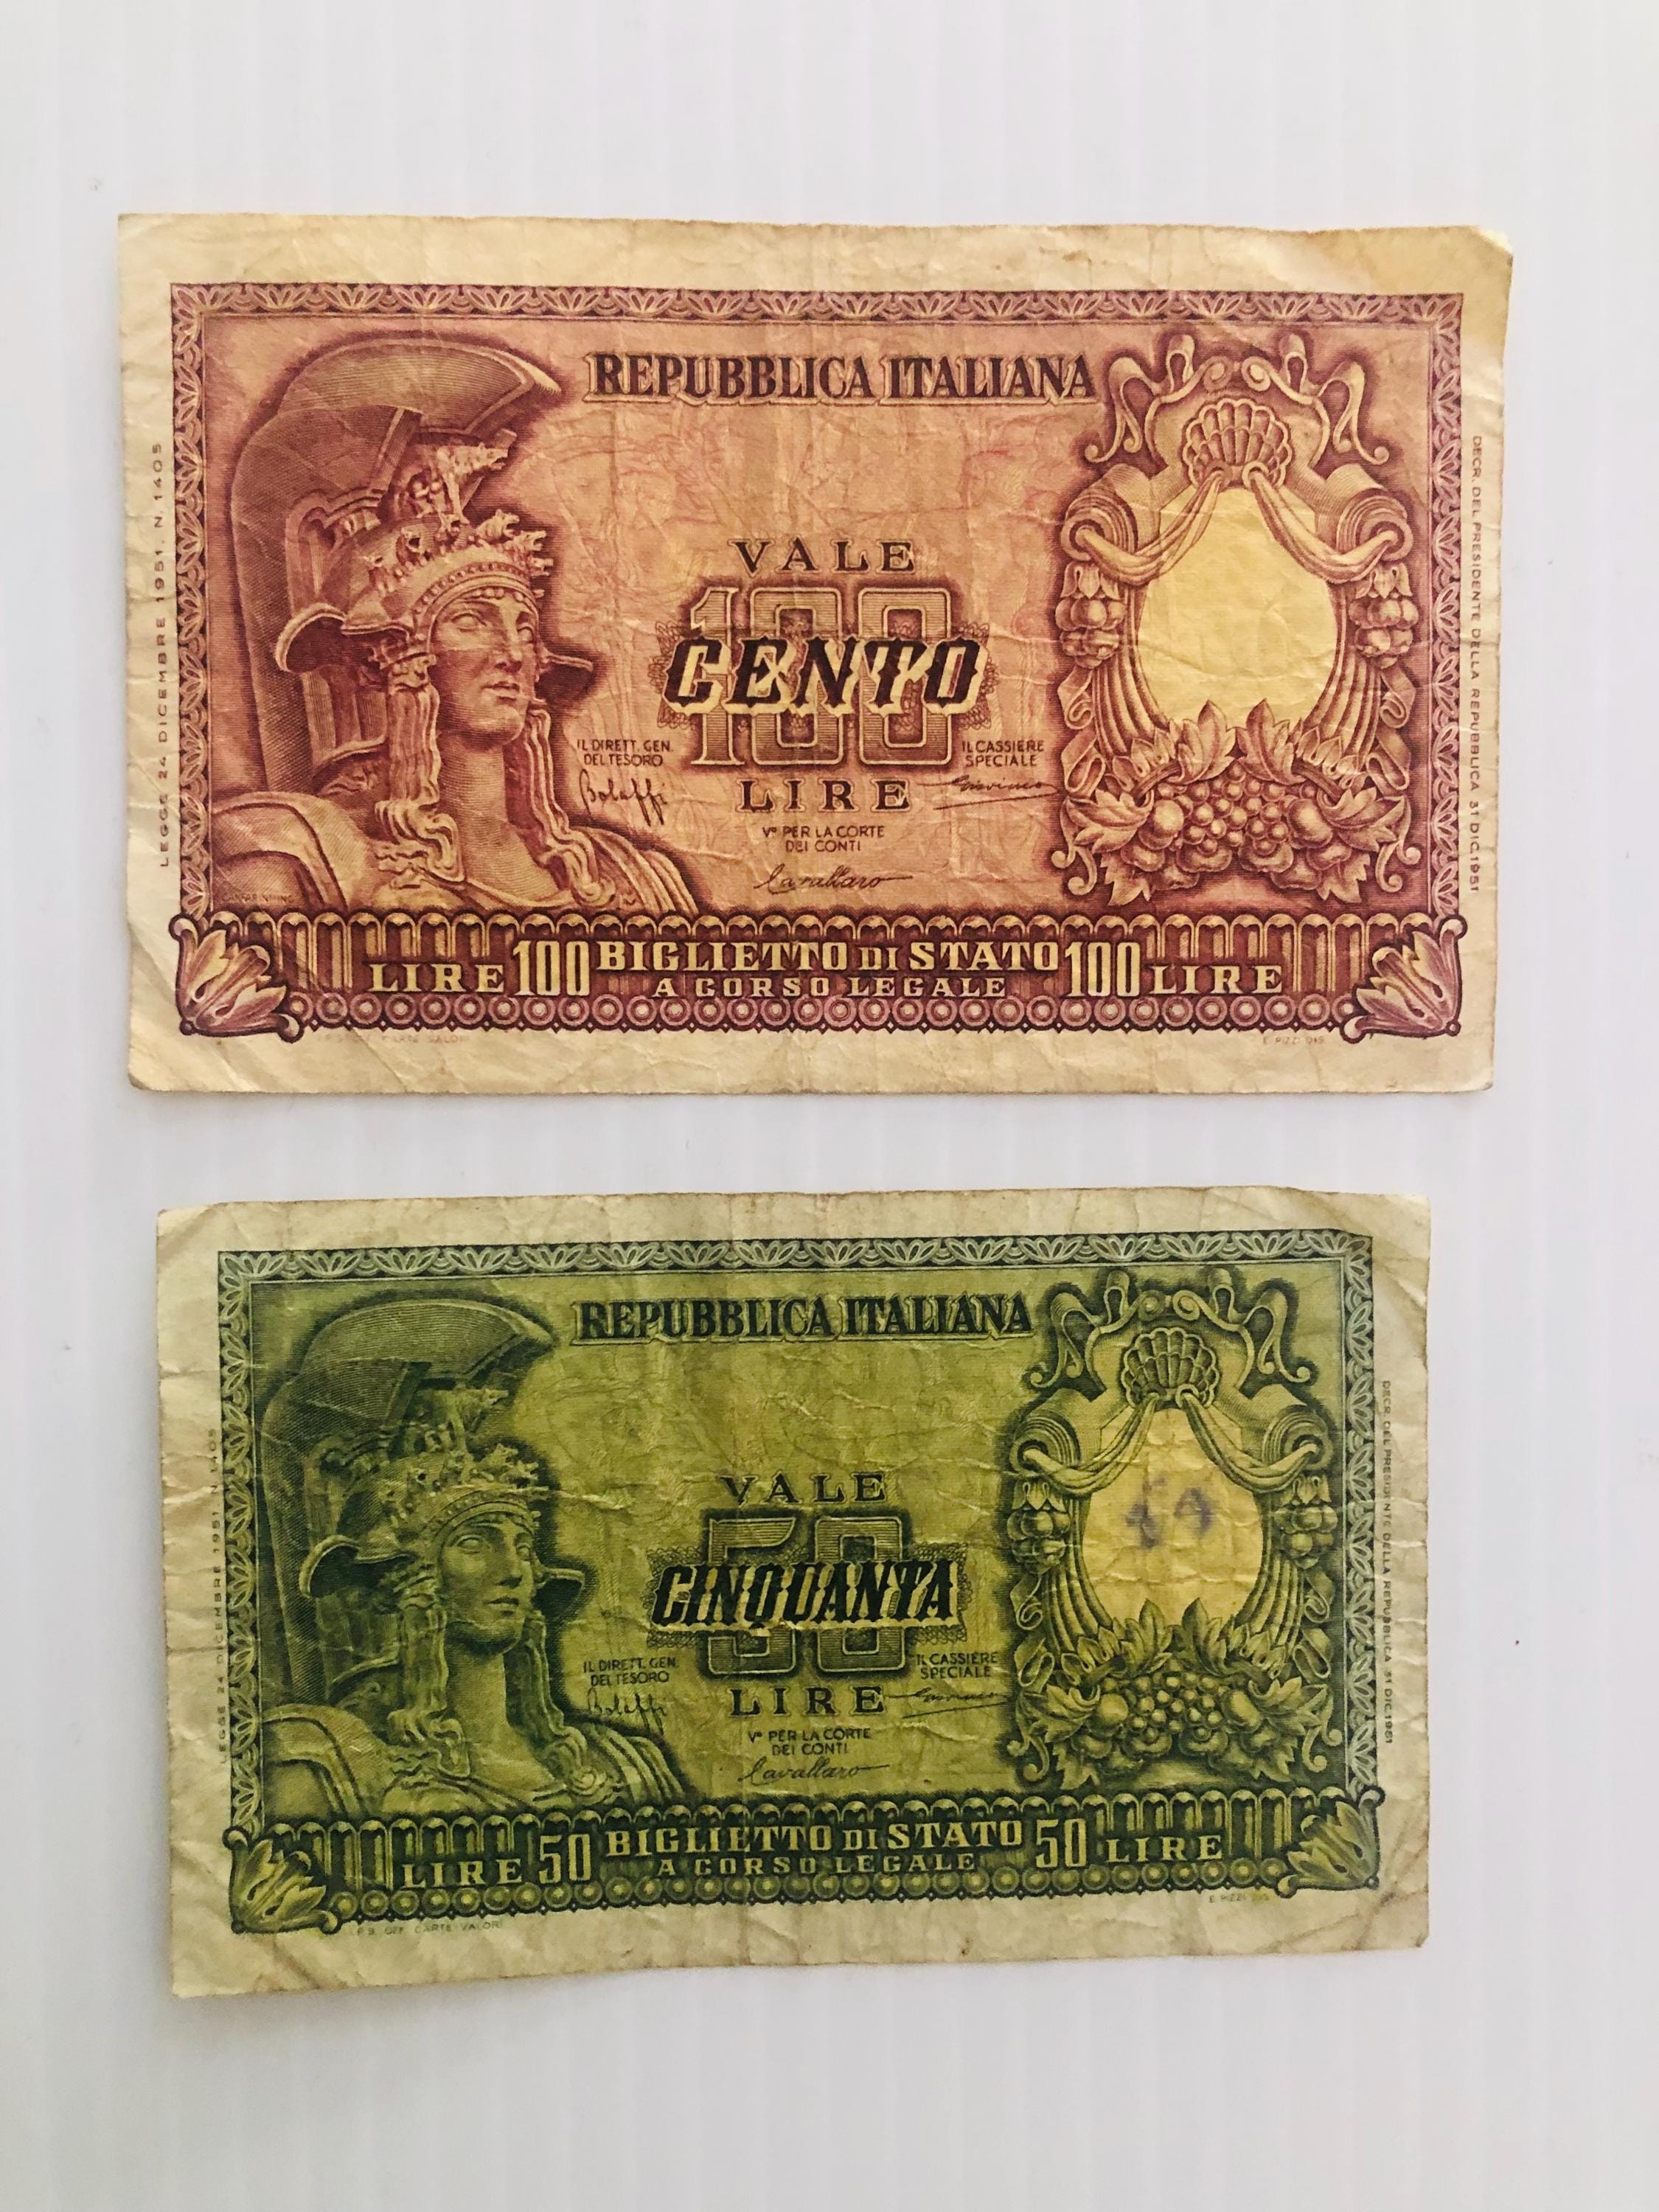 REPUBBLICA ITALIANA
LEGGE 24 DICEMBRE 1951. N. 1405
DECR. DEL PRESIDENTE DELLA REPUBBLICA 31 DIC.1951
VALE
100
CENTO
IL DIRETT. GEN.
DEL TESORO
Bolaffi
IL CASSIERE
SPECIALE
LIRE
Vº PER LA CORTE
DEI CONTI
Cavallaro
LIRE 100 BIGLIETTO DI STATO 100 LIRE
A CORSO LEGALE
E. PIZZI DIS.
REPUBBLICA ITALIANA
LEGGE 24 DICEMBRE 1951. N. 1405
DECR. DEL PRESIDENTE DELLA REPUBBLICA 31 DIC.1951
VALE
50
CINQUANTA
IL DIRETT. GEN.
DEL TESORO
Bolaffi
IL CASSIERE
SPECIALE
LIRE
Vº PER LA CORTE
DEI CONTI
Cavallaro
LIRE 50 BIGLIETTO DI STATO 50 LIRE
A CORSO LEGALE
OFF. CARTE-VALORI
E. PIZZI DIS.